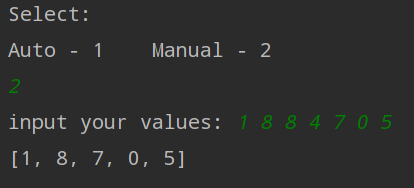 Select:
Auto - 1    Manual - 2
2
input your values: 1 8 8 4 7 0 5
[1, 8, 7, 0, 5]